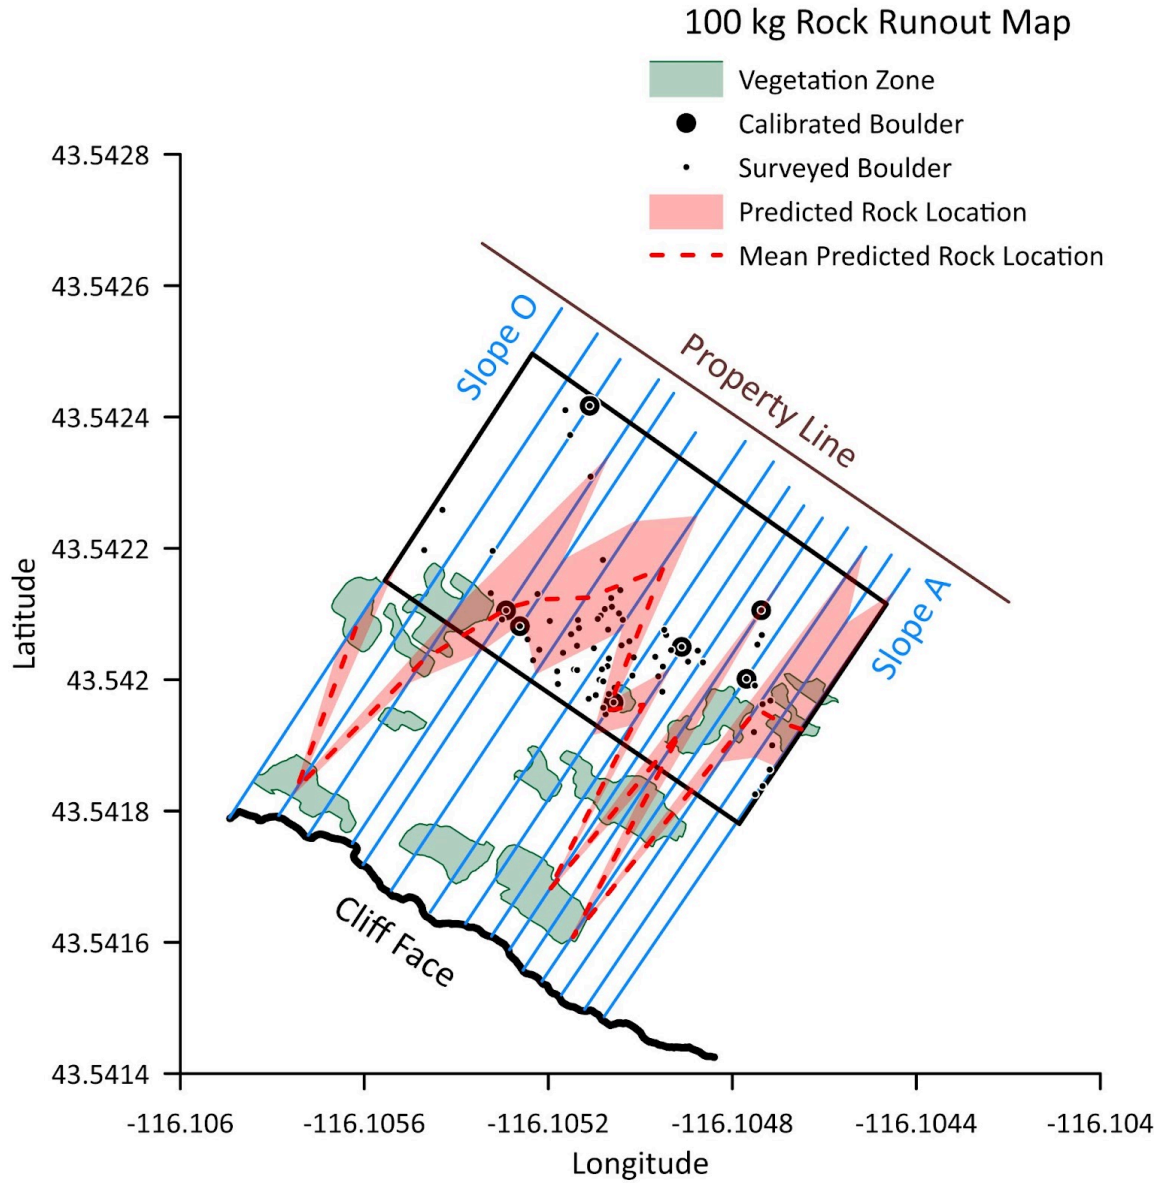 100 kg Rock Runout Map
Vegetation Zone
Calibrated Boulder
Surveyed Boulder
Predicted Rock Location
Mean Predicted Rock Location
43.5428
43.5426
43.5424
43.5422
43.542
43.5418
43.5416
43.5414
Latitude
Slope O
Property Line
Slope A
Cliff Face
-116.106
-116.1056
-116.1052
-116.1048
-116.1044
-116.104
Longitude